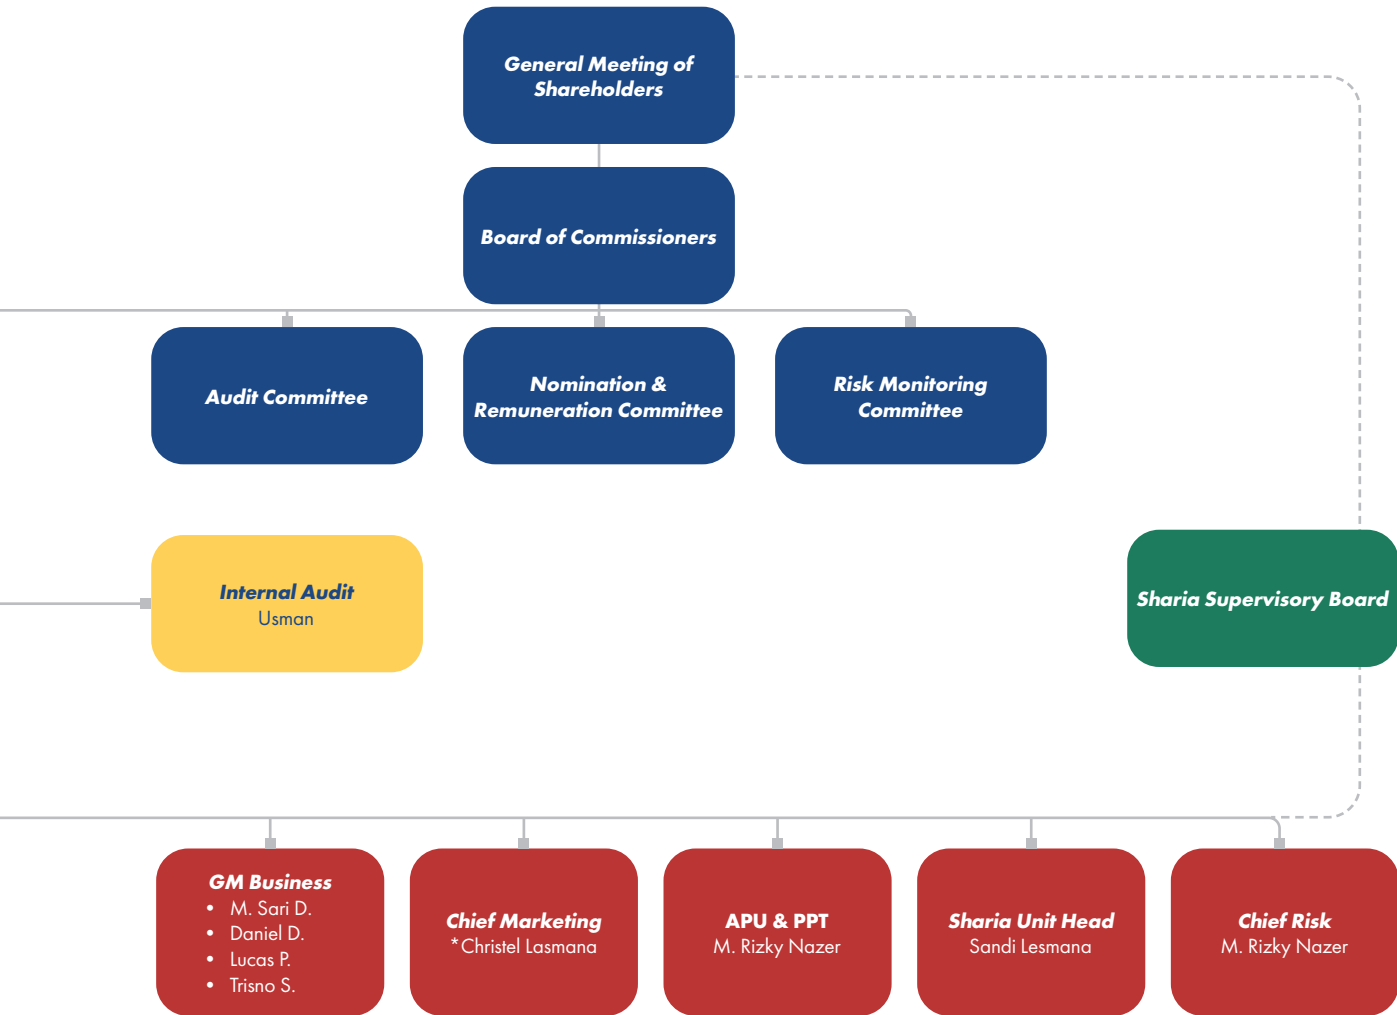 General Meeting of
Shareholders
Board of Commissioners
Audit Committee
Nomination &
Remuneration Committee
Risk Monitoring
Committee
Internal Audit
Usman
Sharia Supervisory Board
GM Business
• M. Sari D.
• Daniel D.
• Lucas P.
• Trisno S.
Chief Marketing
*Christel Lasmana
APU & PPT
M. Rizky Nazer
Sharia Unit Head
Sandi Lesmana
Chief Risk
M. Rizky Nazer